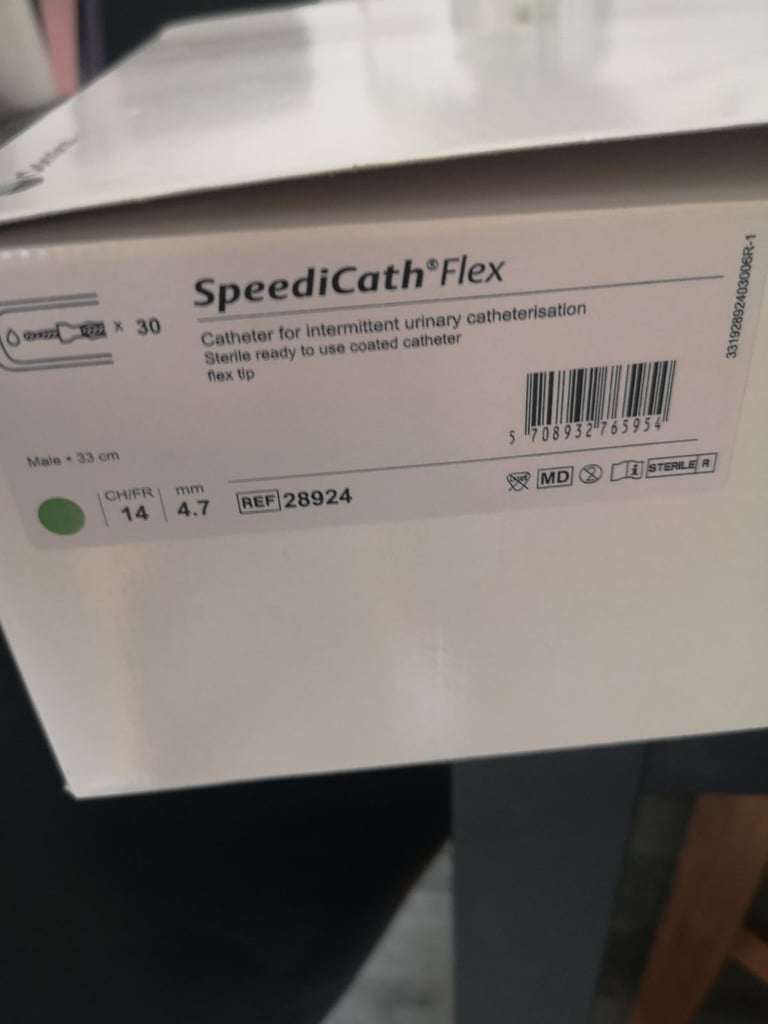 SpeediCath®Flex
x 30
Catheter for intermittent urinary catheterisation
Sterile ready to use coated catheter
flex tip
33192892403006R-1
5 708932 765954
Male • 33 cm
CH/FR
14
mm
4.7
REF 28924
MD
2
i
STERILE R